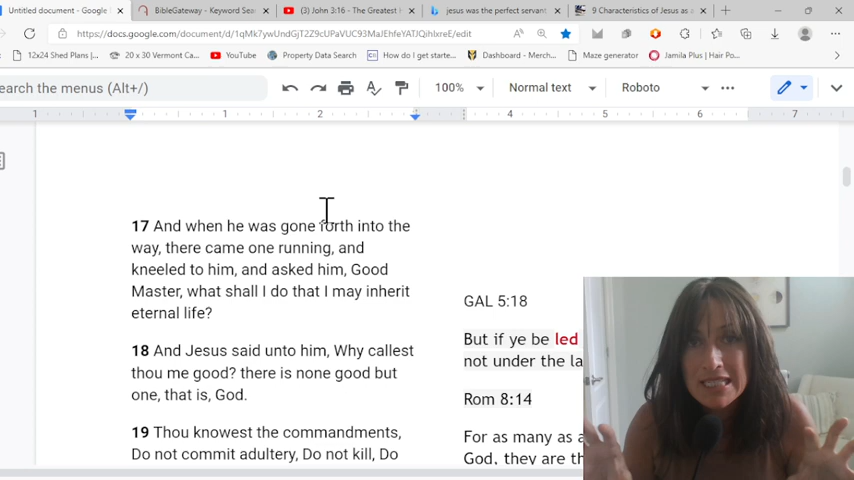 Untitled document - Google
BibleGateway - Keyword Sea
(3) John 3:16 - The Greatest H
jesus was the perfect servant
9 Characteristics of Jesus as a
https://docs.google.com/document/d/1qMk7ywUndGjT2Z9cUPaVUC93MaJEhfeYATJQihIxreE/edit
12x24 Shed Plans |...
20 x 30 Vermont Ca...
YouTube
Property Data Search
How do I get starte...
Dashboard - Merch...
Maze generator
Jamila Plus | Hair Po...
earch the menus (Alt+/)
100%
Normal text
Roboto
1 1 2 4 5 6 7
17 And when he was gone forth into the
way, there came one running, and
kneeled to him, and asked him, Good
Master, what shall I do that I may inherit
eternal life?
18 And Jesus said unto him, Why callest
thou me good? there is none good but
one, that is, God.
19 Thou knowest the commandments,
Do not commit adultery, Do not kill, Do
GAL 5:18
But if ye be led
not under the la
Rom 8:14
For as many as a
God, they are th